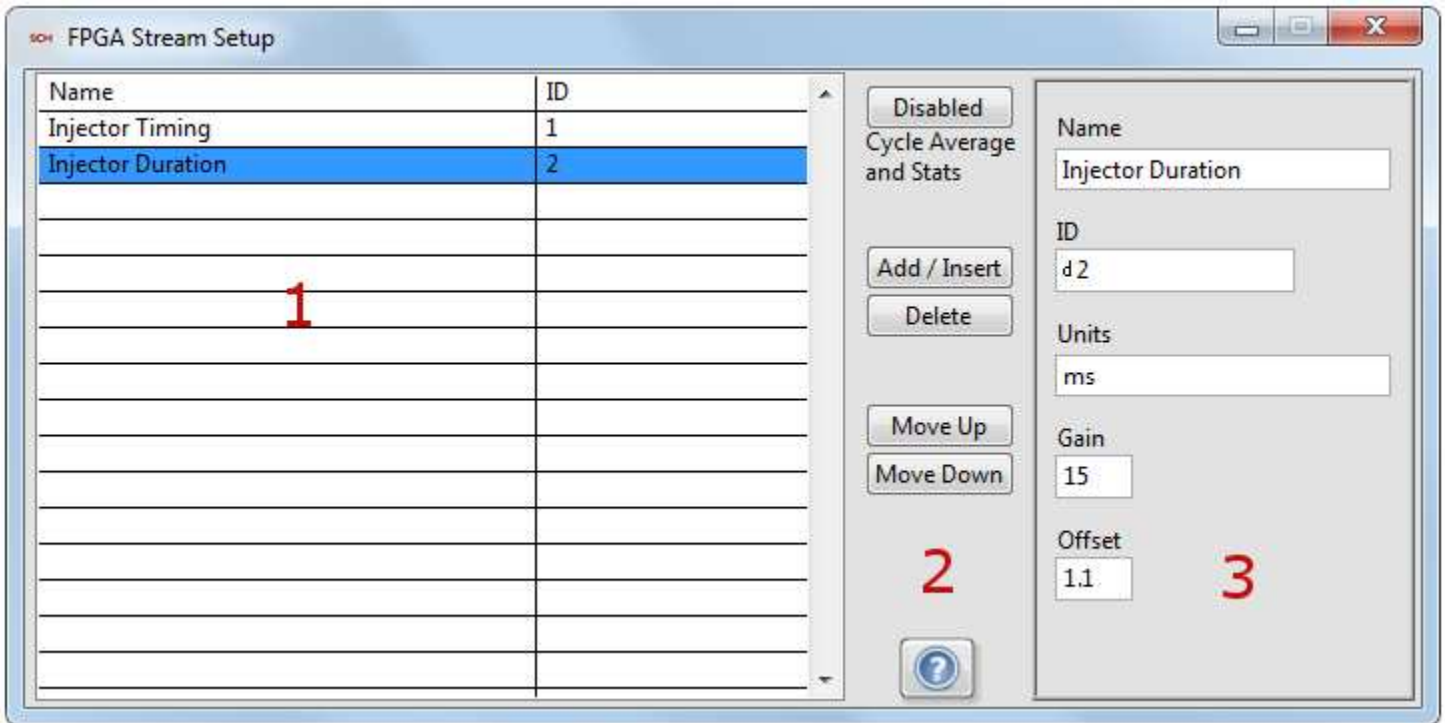 SCM FPGA Stream Setup
Name ID
Injector Timing 1
Injector Duration 2
1
Disabled
Cycle Average
and Stats
Add / Insert
Delete
Move Up
Move Down
2
?
Name
Injector Duration
ID
d 2
Units
ms
Gain
15
Offset
1.1
3